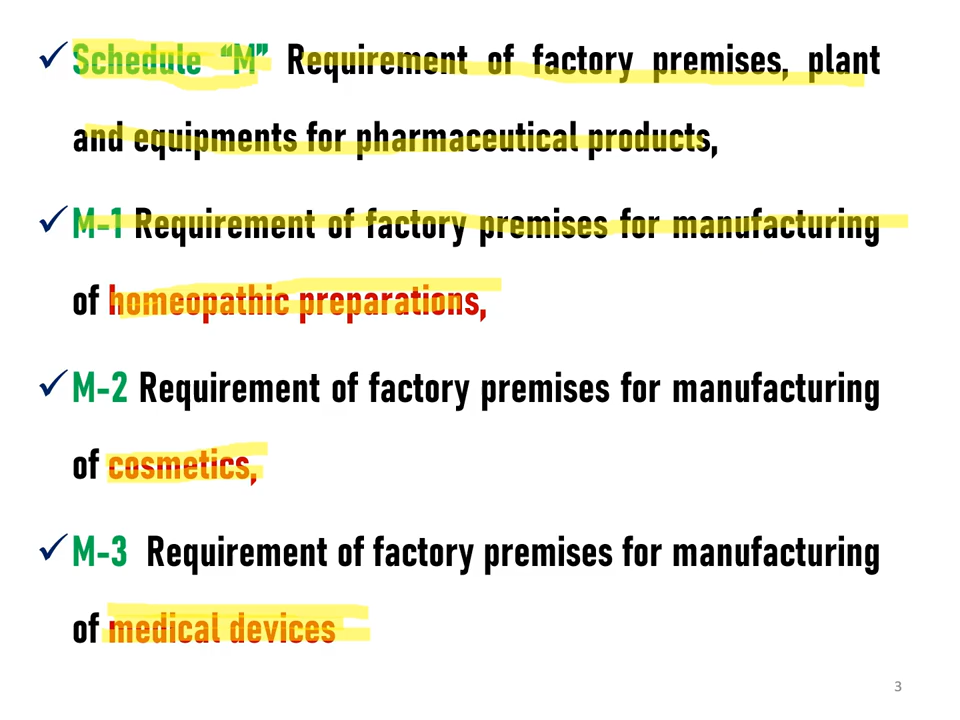 ✓ Schedule “M” Requirement of factory premises, plant
and equipments for pharmaceutical products,
✓ M-1 Requirement of factory premises for manufacturing
of homeopathic preparations,
✓ M-2 Requirement of factory premises for manufacturing
of cosmetics,
✓ M-3 Requirement of factory premises for manufacturing
of medical devices
3